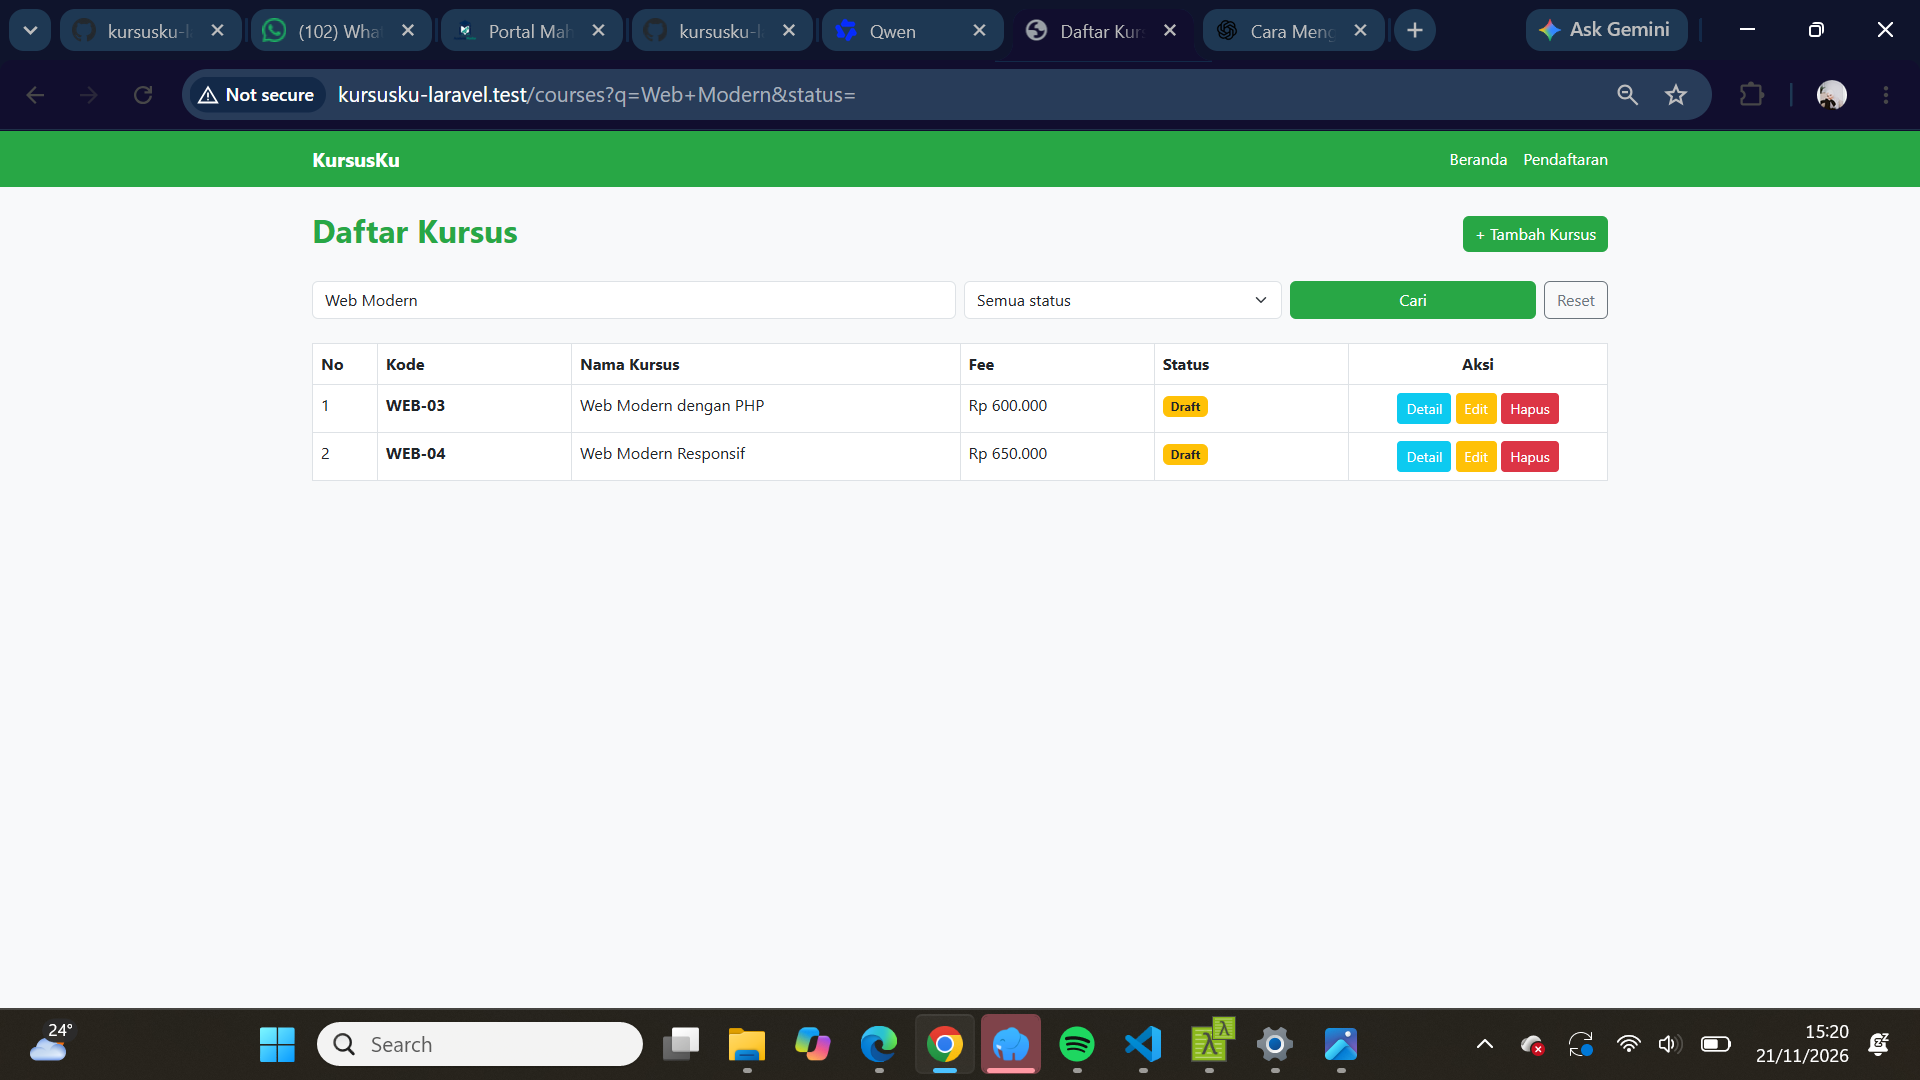 kursusku-l
(102) Wha
Portal Mah
kursusku-l
Qwen
Daftar Kur
Cara Meng
Ask Gemini
Not secure
kursusku-laravel.test/courses?q=Web+Modern&status=
KursusKu
Beranda
Pendaftaran
Daftar Kursus
+ Tambah Kursus
Web Modern
Semua status
Cari
Reset
No Kode Nama Kursus Fee Status Aksi
1 WEB-03 Web Modern dengan PHP Rp 600.000 Draft Detail Edit Hapus
2 WEB-04 Web Modern Responsif Rp 650.000 Draft Detail Edit Hapus
24°
Search
15:20
21/11/2026